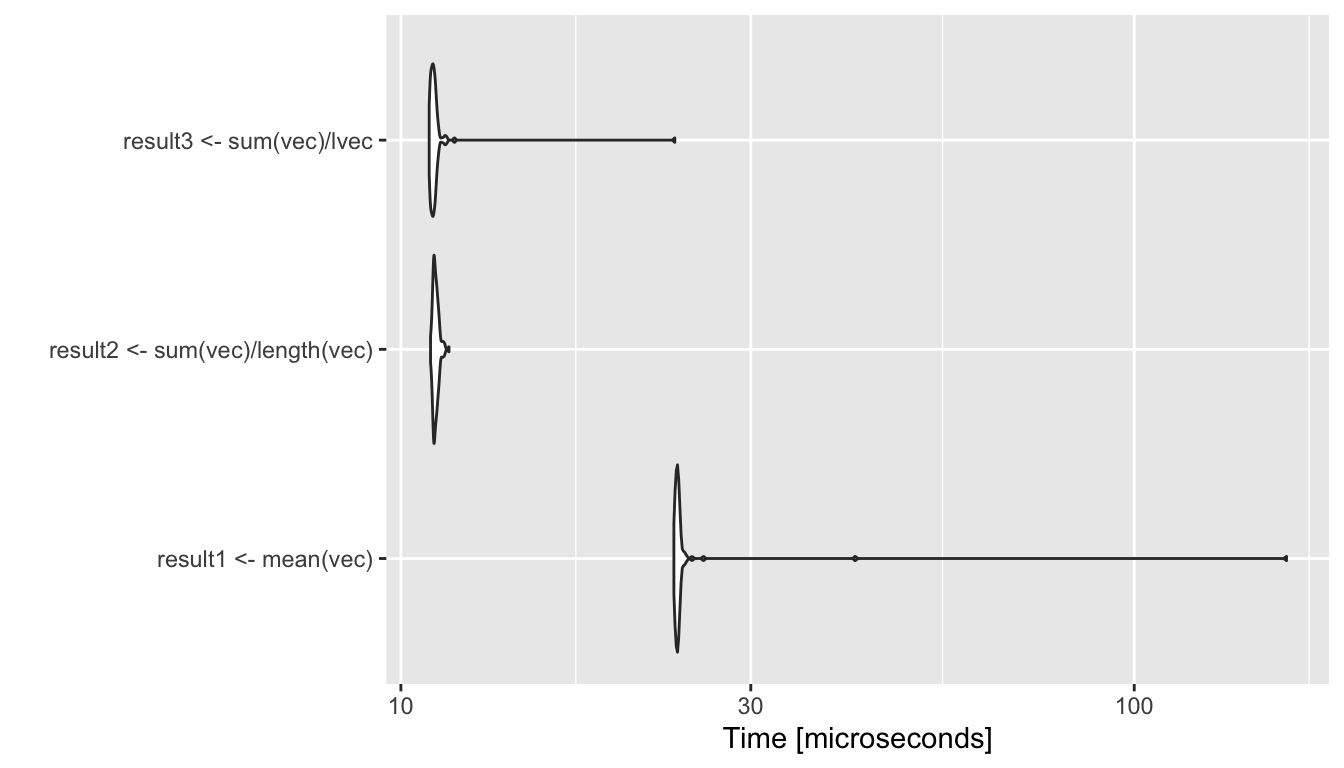 result3 <- sum(vec)/lvec
result2 <- sum(vec)/length(vec)
result1 <- mean(vec)
10 30 100
Time [microseconds]